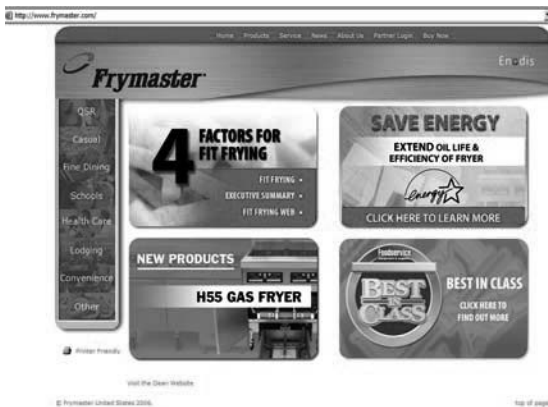 http://www.frymaster.com/
Home Products Service News About Us Partner Login Buy Now
Enodis
Frymaster
QSR
Casual
Fine Dining
Schools
Health Care
Lodging
Convenience
Other
4 FACTORS FOR
FIT FRYING
FIT FRYING
EXECUTIVE SUMMARY
FIT FRYING WEB
SAVE ENERGY
EXTEND OIL LIFE &
EFFICIENCY OF FRYER
energy
CLICK HERE TO LEARN MORE
NEW PRODUCTS
H55 GAS FRYER
Foodservice
BEST
IN
CLASS
BEST IN CLASS
CLICK HERE TO
FIND OUT MORE
Printer Friendly
Visit the Dean Website
© Frymaster United States 2006.
top of page